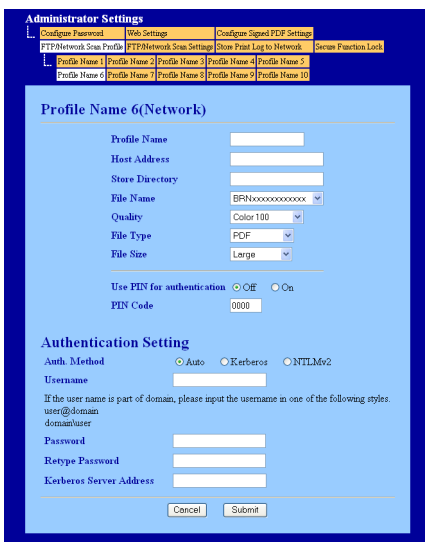 Administrator Settings
Configure Password Web Settings Configure Signed PDF Settings
FTP/Network Scan Profile FTP/Network Scan Settings Store Print Log to Network Secure Function Lock
Profile Name 1 Profile Name 2 Profile Name 3 Profile Name 4 Profile Name 5
Profile Name 6 Profile Name 7 Profile Name 8 Profile Name 9 Profile Name 10
Profile Name 6(Network)
Profile Name
Host Address
Store Directory
File Name BRNxxxxxxxxxxxx
Quality Color 100
File Type PDF
File Size Large
Use PIN for authentication Off On
PIN Code 0000
Authentication Setting
Auth. Method Auto Kerberos NTLMv2
Username
If the user name is part of domain, please input the username in one of the following styles.
user@domain
domain\user
Password
Retype Password
Kerberos Server Address
Cancel Submit